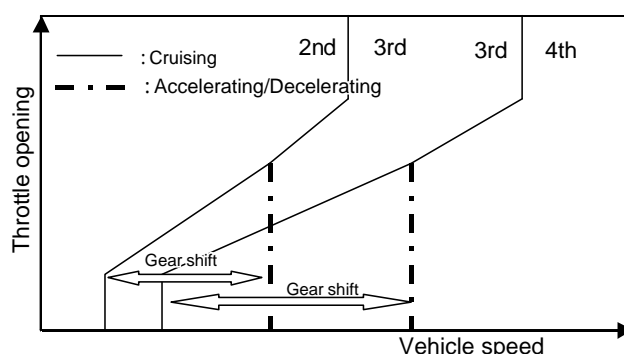 : Cruising
: Accelerating/Decelerating
2nd 3rd 3rd 4th
Throttle opening
Gear shift
Gear shift
Vehicle speed